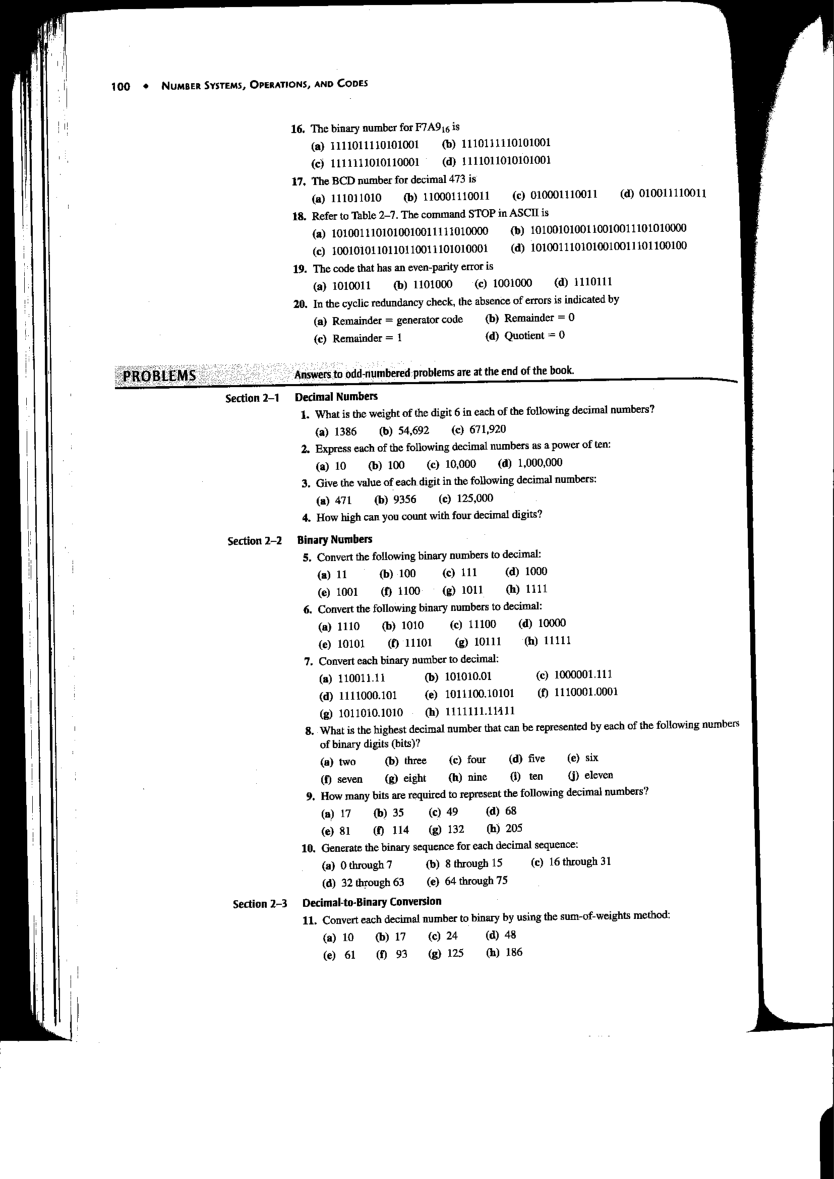 100 • NUMBER SYSTEMS, OPERATIONS, AND CODES
16. The binary number for F7A9₁₆ is
(a) 1111011110101001 (b) 1110111110101001
(c) 1111111010110001 (d) 1111011010101001
17. The BCD number for decimal 473 is
(a) 111011010 (b) 110001110011 (c) 010001110011 (d) 010011110011
18. Refer to Table 2–7. The command STOP in ASCII is
(a) 1010011101010010011111010000 (b) 1010010100110010011101010000
(c) 1001010110110110011101010001 (d) 1010011101010010011101100100
19. The code that has an even-parity error is
(a) 1010011 (b) 1101000 (c) 1001000 (d) 1110111
20. In the cyclic redundancy check, the absence of errors is indicated by
(a) Remainder = generator code (b) Remainder = 0
(c) Remainder = 1 (d) Quotient = 0
PROBLEMS Answers to odd-numbered problems are at the end of the book.
Section 2–1 Decimal Numbers
1. What is the weight of the digit 6 in each of the following decimal numbers?
(a) 1386 (b) 54,692 (c) 671,920
2. Express each of the following decimal numbers as a power of ten:
(a) 10 (b) 100 (c) 10,000 (d) 1,000,000
3. Give the value of each digit in the following decimal numbers:
(a) 471 (b) 9356 (c) 125,000
4. How high can you count with four decimal digits?
Section 2–2 Binary Numbers
5. Convert the following binary numbers to decimal:
(a) 11 (b) 100 (c) 111 (d) 1000
(e) 1001 (f) 1100 (g) 1011 (h) 1111
6. Convert the following binary numbers to decimal:
(a) 1110 (b) 1010 (c) 11100 (d) 10000
(e) 10101 (f) 11101 (g) 10111 (h) 11111
7. Convert each binary number to decimal:
(a) 110011.11 (b) 101010.01 (c) 1000001.111
(d) 1111000.101 (e) 1011100.10101 (f) 1110001.0001
(g) 1011010.1010 (h) 1111111.11111
8. What is the highest decimal number that can be represented by each of the following numbers
of binary digits (bits)?
(a) two (b) three (c) four (d) five (e) six
(f) seven (g) eight (h) nine (i) ten (j) eleven
9. How many bits are required to represent the following decimal numbers?
(a) 17 (b) 35 (c) 49 (d) 68
(e) 81 (f) 114 (g) 132 (h) 205
10. Generate the binary sequence for each decimal sequence:
(a) 0 through 7 (b) 8 through 15 (c) 16 through 31
(d) 32 through 63 (e) 64 through 75
Section 2–3 Decimal-to-Binary Conversion
11. Convert each decimal number to binary by using the sum-of-weights method:
(a) 10 (b) 17 (c) 24 (d) 48
(e) 61 (f) 93 (g) 125 (h) 186